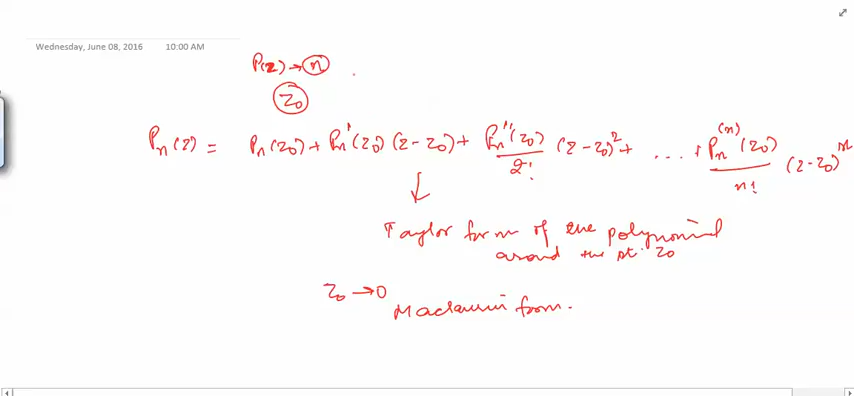 Wednesday, June 08, 2016 10:00 AM
P(z) → n
z₀
Pₙ(z) = Pₙ(z₀) + Pₙ'(z₀) (z - z₀) + Pₙ''(z₀)/2! (z - z₀)² + ... + Pₙ⁽ⁿ⁾(z₀)/n! (z - z₀)ⁿ
↓
Taylor form of the polynomial
around the pt. z₀
z₀ → 0
Maclaurin form.